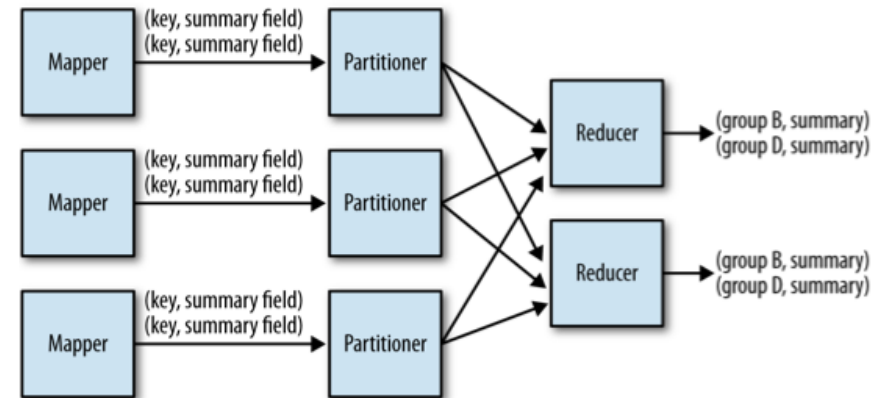 (key, summary field)
(key, summary field)
Mapper
Partitioner
Reducer
(group B, summary)
(group D, summary)
(key, summary field)
(key, summary field)
Mapper
Partitioner
Reducer
(group B, summary)
(group D, summary)
(key, summary field)
(key, summary field)
Mapper
Partitioner